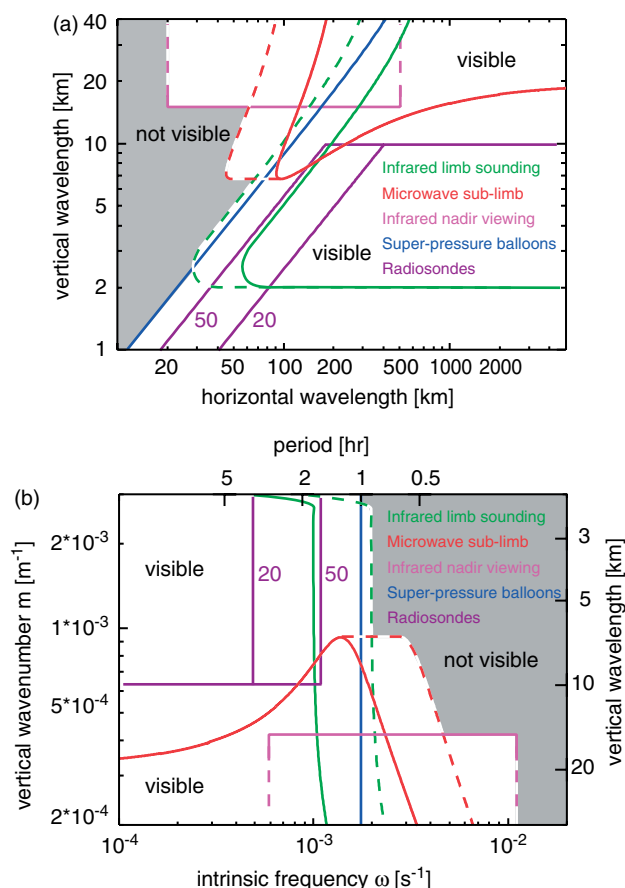 (a)
40
20
10
5
2
1
vertical wavelength [km]
not visible
visible
Infrared limb sounding
Microwave sub-limb
Infrared nadir viewing
Super-pressure balloons
Radiosondes
visible
50
20
20
50
100
200
500
1000
2000
horizontal wavelength [km]
period [hr]
5
2
1
0.5
(b)
2*10-3
1*10-3
5*10-4
2*10-4
vertical wavenumber m [m-1]
visible
20
50
Infrared limb sounding
Microwave sub-limb
Infrared nadir viewing
Super-pressure balloons
Radiosondes
not visible
visible
3
5
10
20
vertical wavelength [km]
10-4
10-3
10-2
intrinsic frequency ω [s-1]